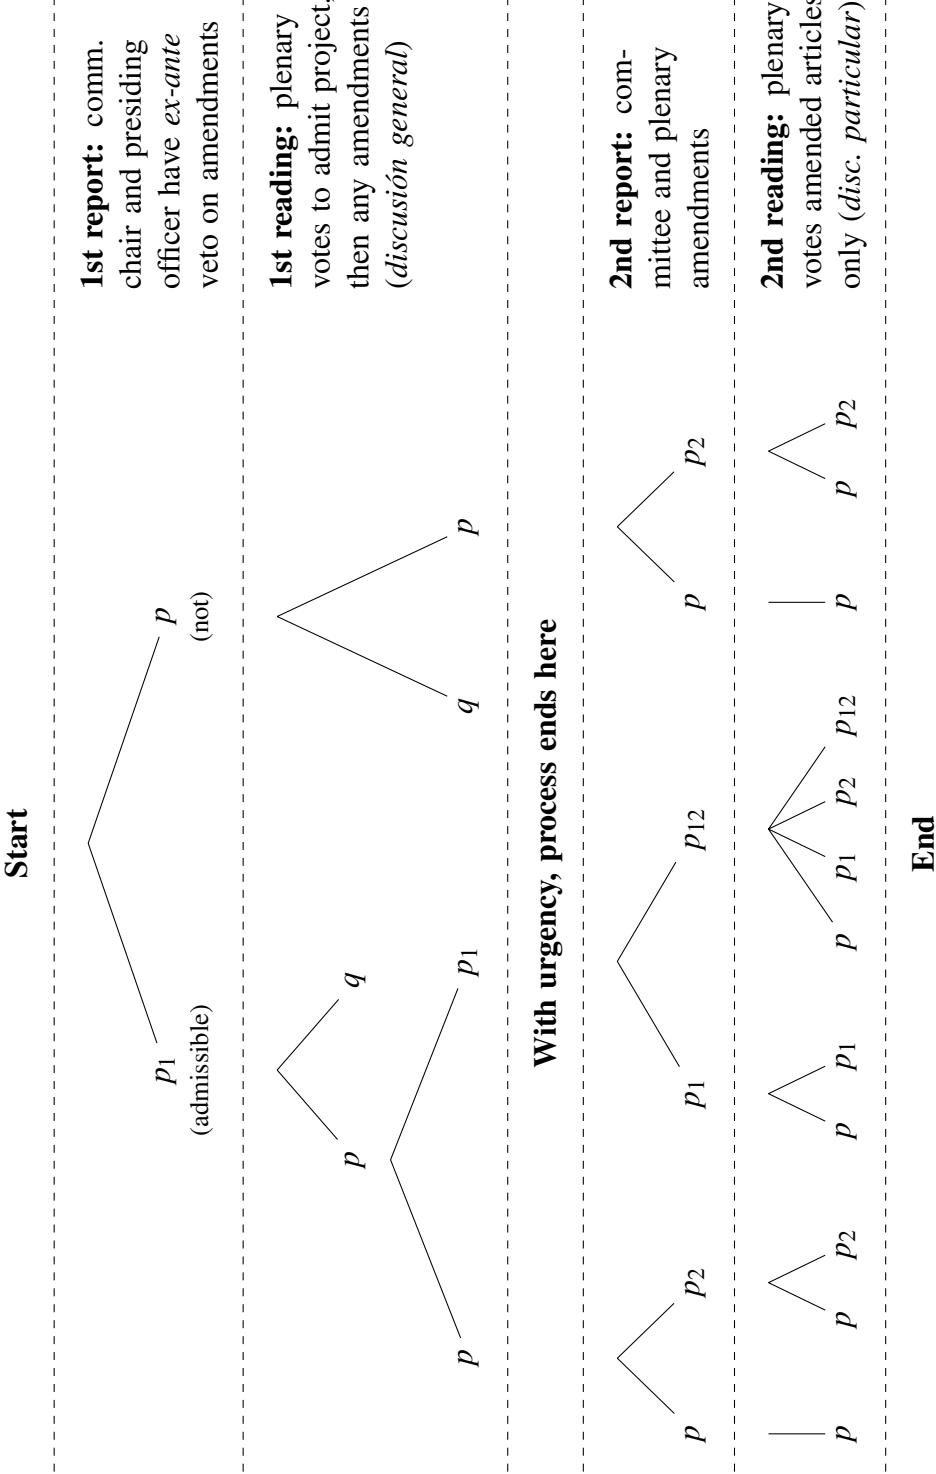 Start
1st report: comm.
chair and presiding
officer have ex-ante
veto on amendments
p1 p
(admissible) (not)
1st reading: plenary
votes to admit project,
then any amendments
(discusión general)
p q
p p1 q p
With urgency, process ends here
2nd report: com-
mittee and plenary
amendments
p p2 p1 p12 p p2
2nd reading: plenary
votes amended articles
only (disc. particular)
p p p2 p p1 p p1 p2 p12 p p p2
End